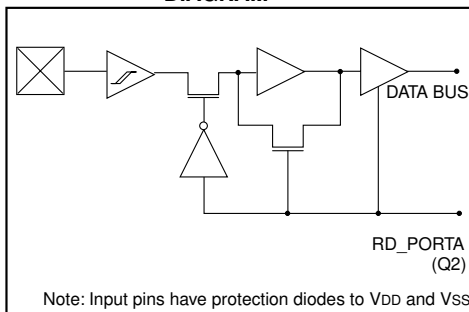 DATA BUS
RD_PORTA
(Q2)
Note: Input pins have protection diodes to VDD and VSS